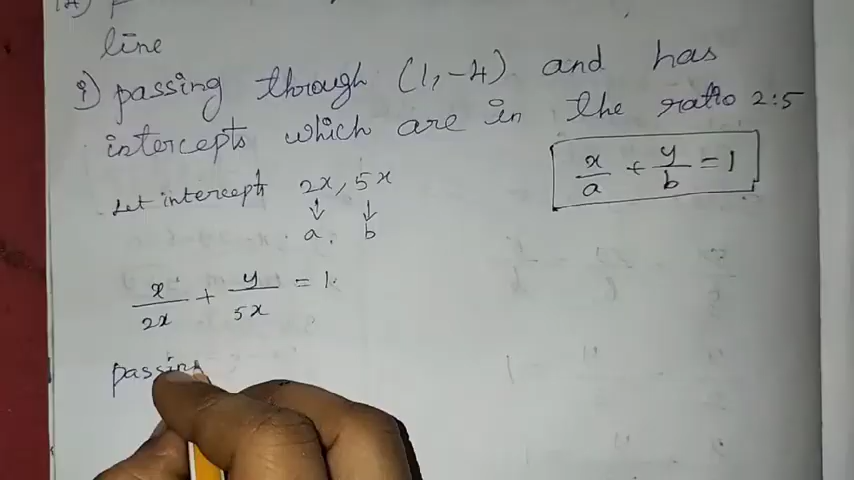 line
i) passing through (1, -4) and has
intercepts which are in the ratio 2:5
x/a + y/b = 1
Let intercepts 2x, 5x
↓ ↓
a, b
x/2x + y/5x = 1.
passin